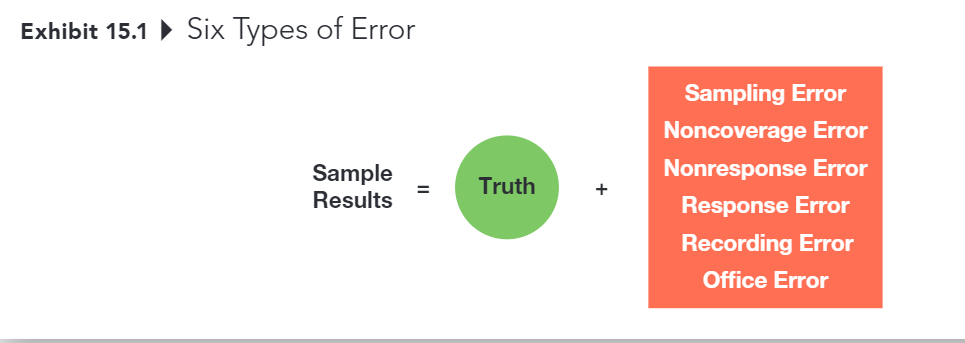 Exhibit 15.1 ▶ Six Types of Error
Sample
Results
=
Truth
+
Sampling Error
Noncoverage Error
Nonresponse Error
Response Error
Recording Error
Office Error